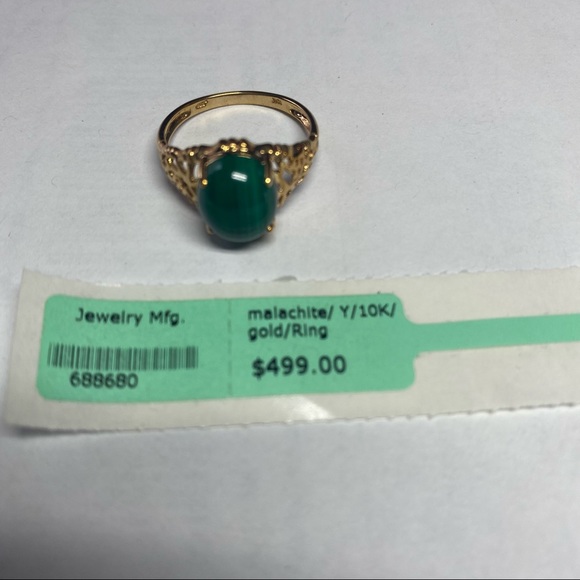 Jewelry Mfg.
688680
malachite/ Y/10K/
gold/Ring
$499.00